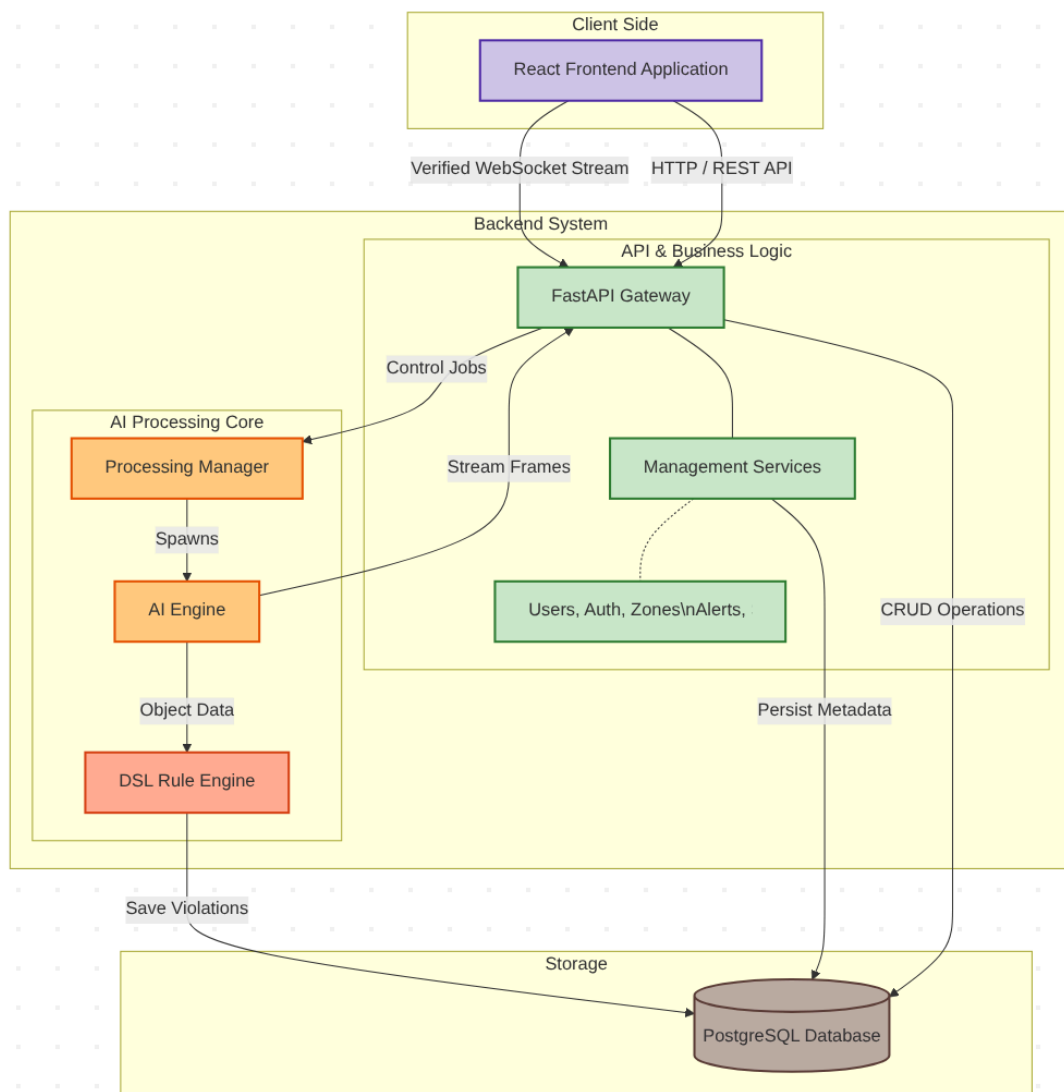 Client Side
React Frontend Application
Verified WebSocket Stream
HTTP / REST API
Backend System
API & Business Logic
FastAPI Gateway
Control Jobs
AI Processing Core
Processing Manager
Stream Frames
Management Services
Spawns
AI Engine
Users, Auth, Zones\nAlerts,
CRUD Operations
Object Data
Persist Metadata
DSL Rule Engine
Save Violations
Storage
PostgreSQL Database